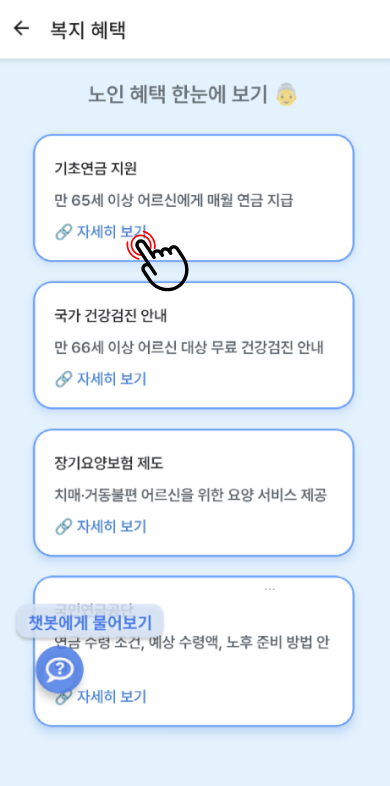 복지 혜택
노인 혜택 한눈에 보기
기초연금 지원
만 65세 이상 어르신에게 매월 연금 지급
자세히 보기
국가 건강검진 안내
만 66세 이상 어르신 대상 무료 건강검진 안내
자세히 보기
장기요양보험 제도
치매·거동불편 어르신을 위한 요양 서비스 제공
자세히 보기
...
국민연금공단
챗봇에게 물어보기
연금 수령 조건, 예상 수령액, 노후 준비 방법 안
자세히 보기